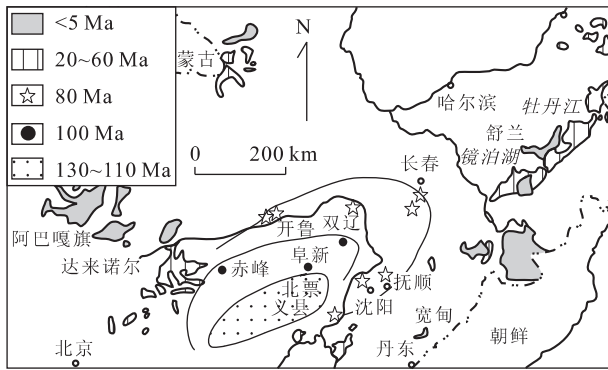 <5 Ma
20~60 Ma
80 Ma
100 Ma
130~110 Ma
蒙古
N
0 200 km
哈尔滨
牡丹江
舒兰
镜泊湖
长春
阿巴嘎旗
达来诺尔
开鲁
双辽
赤峰
阜新
北票
义县
抚顺
沈阳
宽甸
丹东
朝鲜
北京